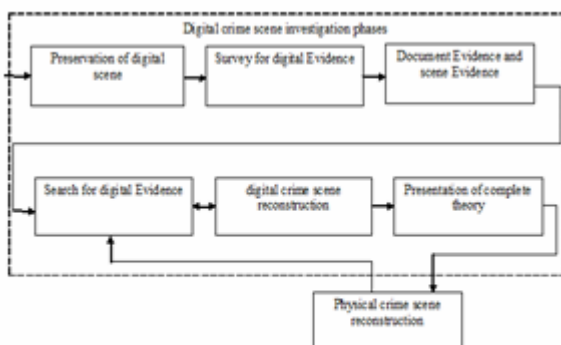 Digital crime scene investigation phases
Preservation of digital
scene
Survey for digital Evidence
Document Evidence and
scene Evidence
Search for digital Evidence
digital crime scene
reconstruction
Presentation of complete
theory
Physical crime scene
reconstruction